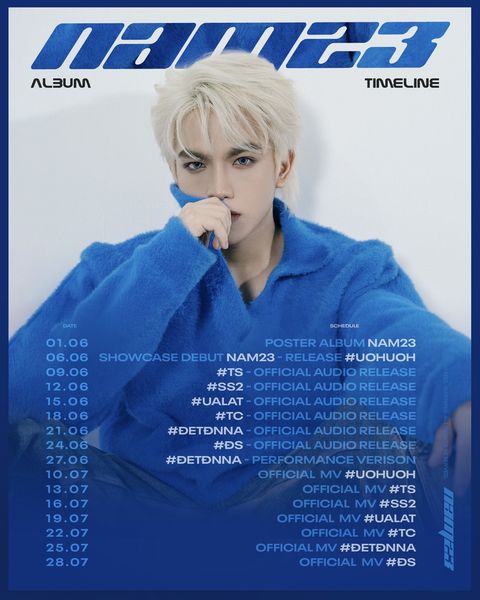 nam23
ALBUM TIMELINE
DATE SCHEDULE
01.06 POSTER ALBUM NAM23
06.06 SHOWCASE DEBUT NAM23 - RELEASE #UOHUOH
09.06 #TS - OFFICIAL AUDIO RELEASE
12.06 #SS2 - OFFICIAL AUDIO RELEASE
15.06 #UALAT - OFFICIAL AUDIO RELEASE
18.06 #TC - OFFICIAL AUDIO RELEASE
21.06 #ĐETĐNNA - OFFICIAL AUDIO RELEASE
24.06 #ĐS - OFFICIAL AUDIO RELEASE
27.06 #ĐETĐNNA - PERFORMANCE VERISON
10.07 OFFICIAL MV #UOHUOH
13.07 OFFICIAL MV #TS
16.07 OFFICIAL MV #SS2
19.07 OFFICIAL MV #UALAT
22.07 OFFICIAL MV #TC
25.07 OFFICIAL MV #ĐETĐNNA
28.07 OFFICIAL MV #ĐS
nam23